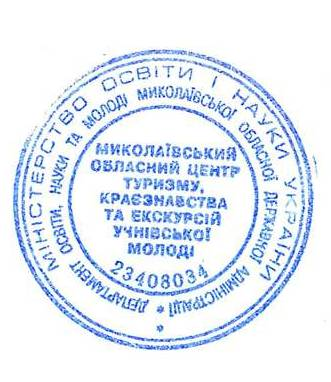 МІНІСТЕРСТВО ОСВІТИ І НАУКИ УКРАЇНИ
ДЕПАРТАМЕНТ ОСВІТИ, НАУКИ ТА МОЛОДІ МИКОЛАЇВСЬКОЇ ОБЛАСНОЇ ДЕРЖАВНОЇ АДМІНІСТРАЦІЇ
МИКОЛАЇВСЬКИЙ
ОБЛАСНИЙ ЦЕНТР
ТУРИЗМУ,
КРАЄЗНАВСТВА
ТА ЕКСКУРСІЙ
УЧНІВСЬКОЇ
МОЛОДІ
23408034